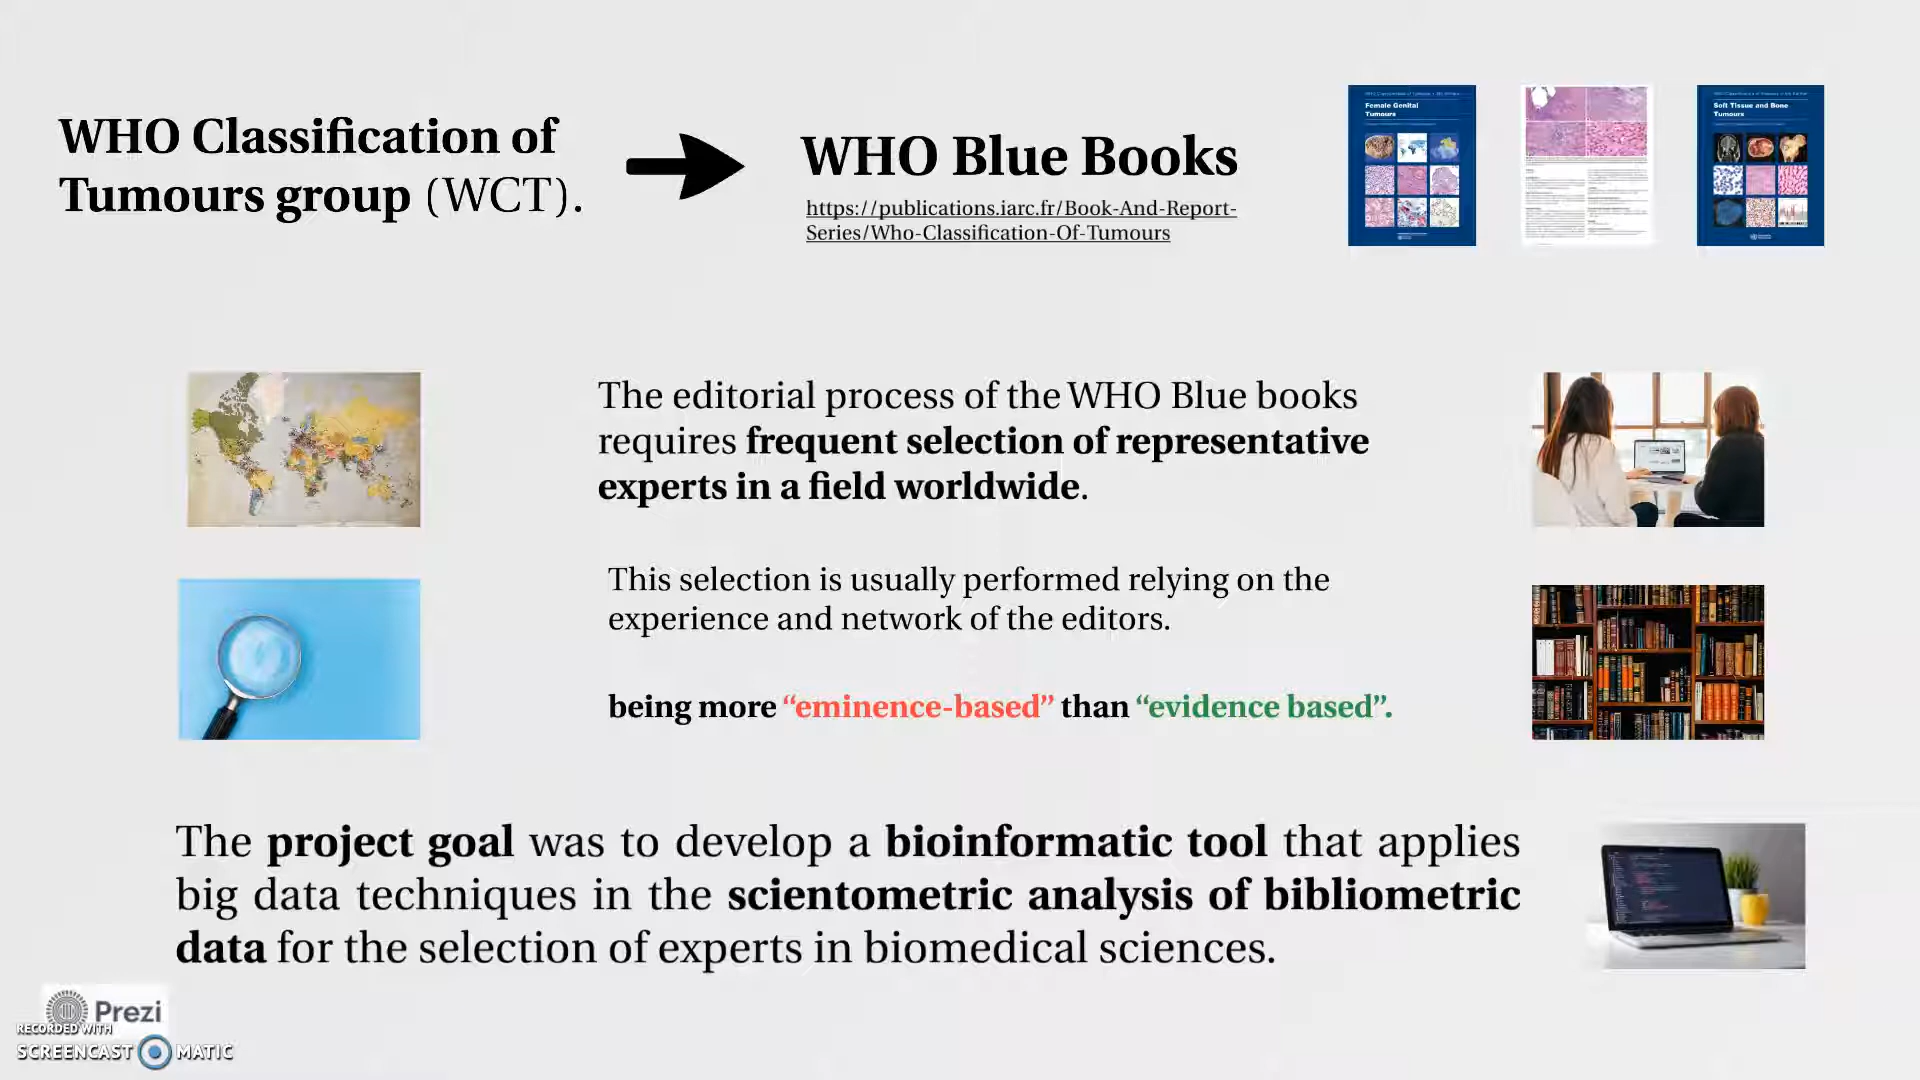 WHO Classification of
Tumours group (WCT).
WHO Blue Books
https://publications.iarc.fr/Book-And-Report-
Series/Who-Classification-Of-Tumours
Female Genital
Tumours
Soft Tissue and Bone
Tumours
The editorial process of the WHO Blue books
requires frequent selection of representative
experts in a field worldwide.
This selection is usually performed relying on the
experience and network of the editors.
being more “eminence-based” than “evidence based”.
The project goal was to develop a bioinformatic tool that applies
big data techniques in the scientometric analysis of bibliometric
data for the selection of experts in biomedical sciences.
Prezi
RECORDED WITH
SCREENCAST MATIC